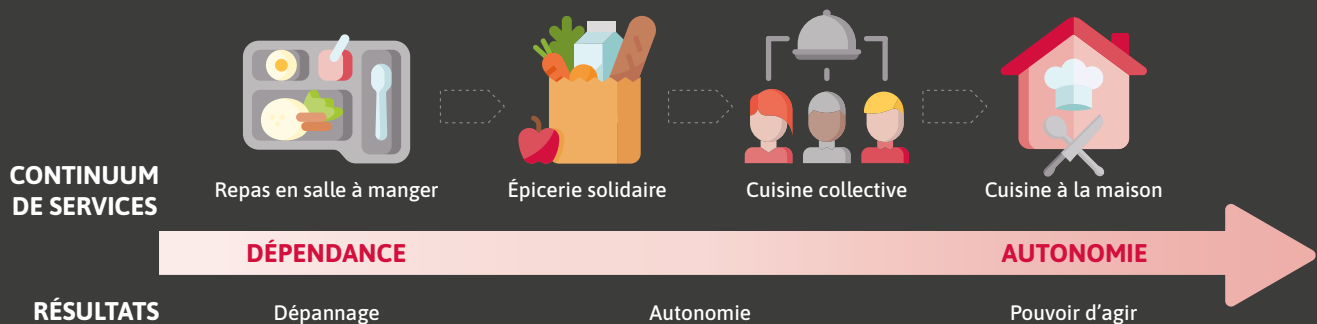 CONTINUUM
DE SERVICES
Repas en salle à manger
Épicerie solidaire
Cuisine collective
Cuisine à la maison
DÉPENDANCE
AUTONOMIE
RÉSULTATS
Dépannage
Autonomie
Pouvoir d’agir